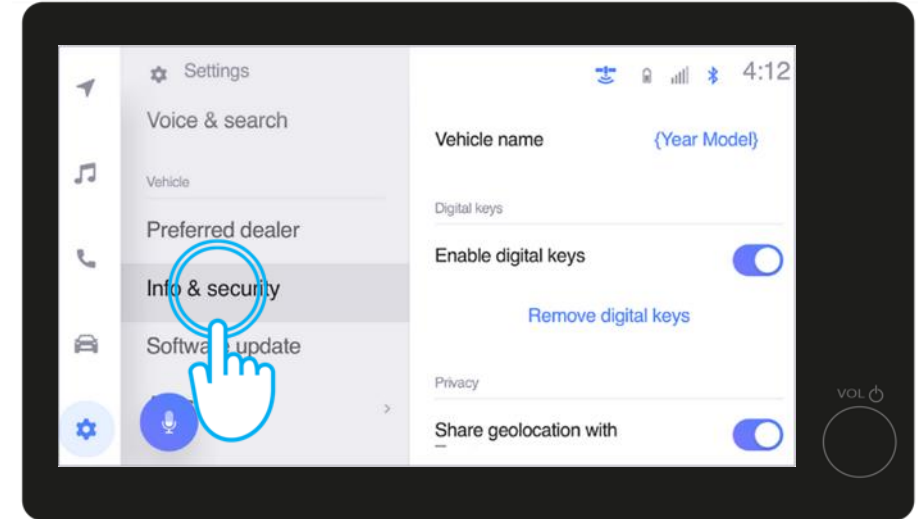 Settings
4:12
Voice & search
Vehicle
Preferred dealer
Info & security
Software update
Vehicle name
{Year Model}
Digital keys
Enable digital keys
Remove digital keys
Privacy
Share geolocation with
VOL